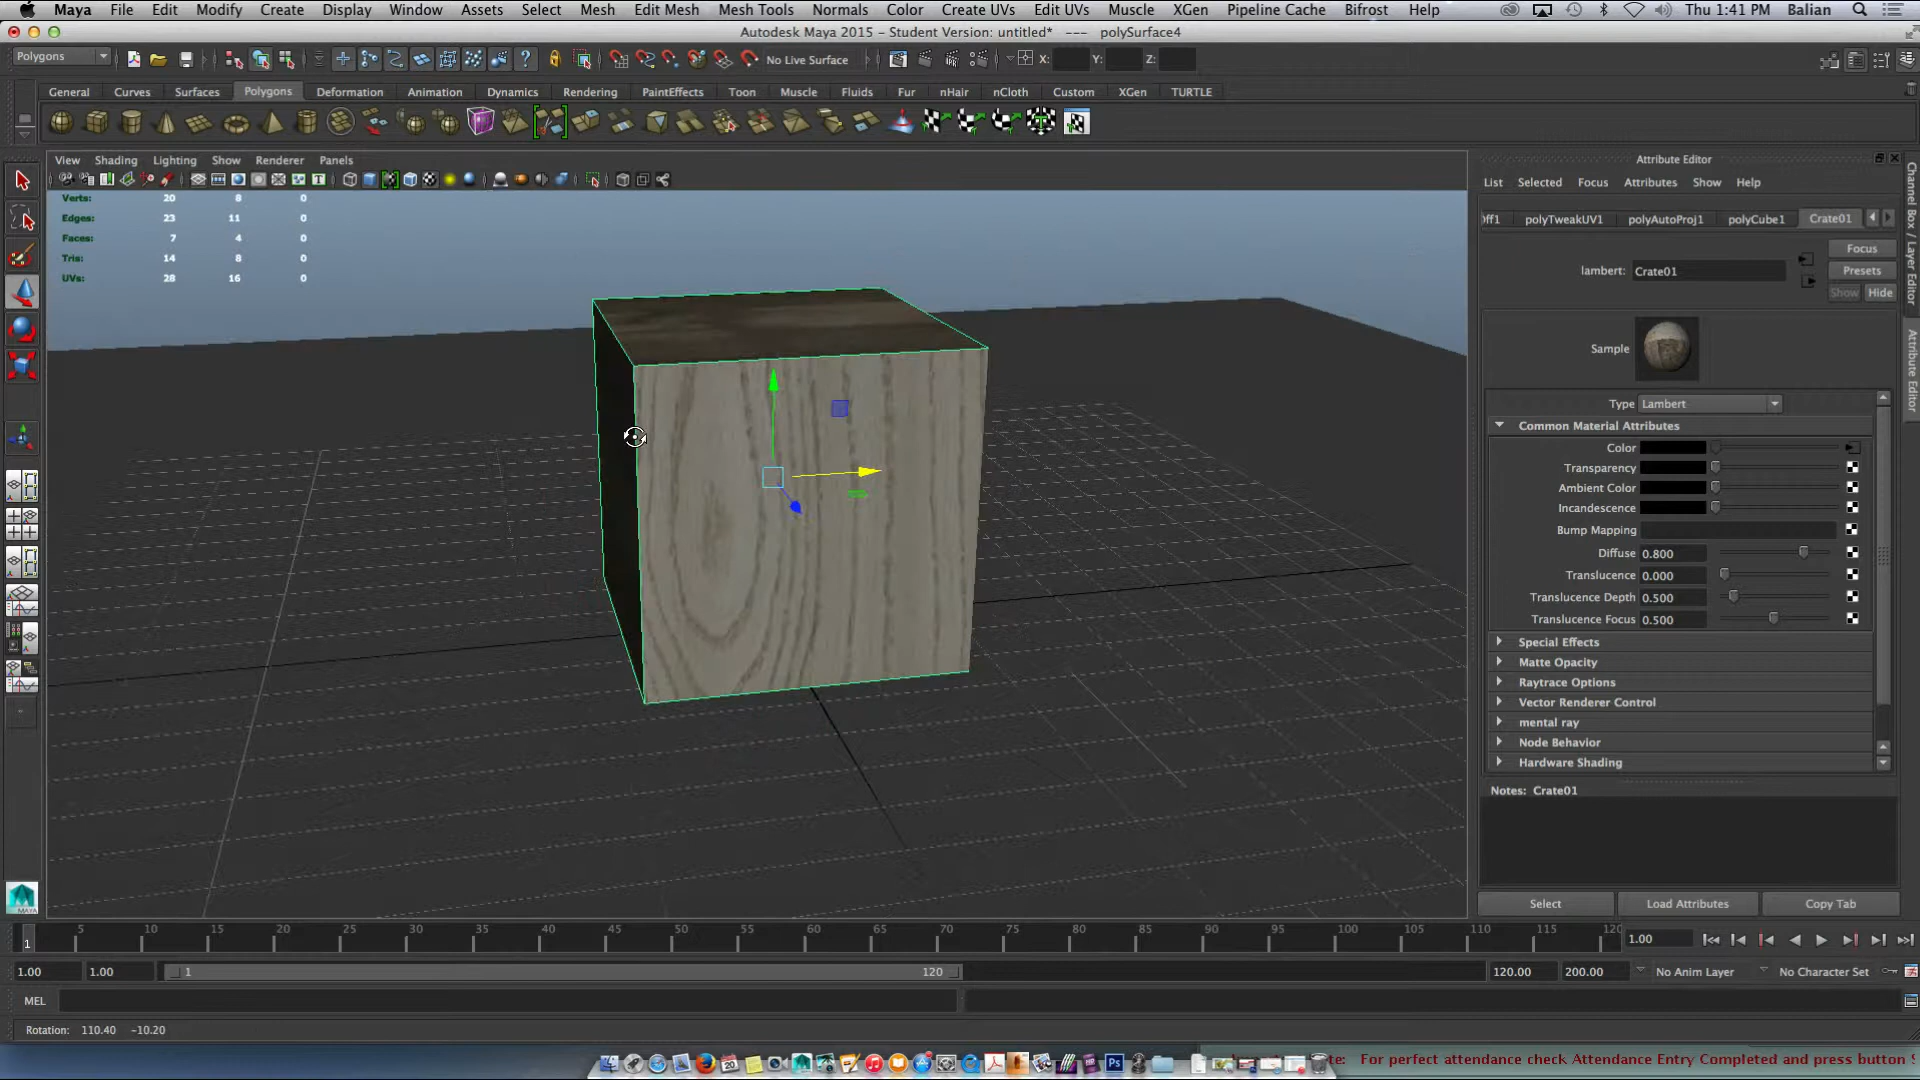 Maya File Edit Modify Create Display Window Assets Select Mesh Edit Mesh Mesh Tools Normals Color Create UVs Edit UVs Muscle XGen Pipeline Cache Bifrost Help Thu 1:41 PM Balian
Autodesk Maya 2015 - Student Version: untitled* --- polySurface4
Polygons No Live Surface X: Y: Z:
General Curves Surfaces Polygons Deformation Animation Dynamics Rendering PaintEffects Toon Muscle Fluids Fur nHair nCloth Custom XGen TURTLE
View Shading Lighting Show Renderer Panels
Verts: 20 8 0
Edges: 23 11 0
Faces: 7 4 0
Tris: 14 8 0
UVs: 28 16 0
Attribute Editor
List Selected Focus Attributes Show Help
polyTweakUV1 polyAutoProj1 polyCube1 Crate01
lambert: Crate01
Focus
Presets
Show Hide
Sample
Type Lambert
Common Material Attributes
Color
Transparency
Ambient Color
Incandescence
Bump Mapping
Diffuse 0.800
Translucence 0.000
Translucence Depth 0.500
Translucence Focus 0.500
Special Effects
Matte Opacity
Raytrace Options
Vector Renderer Control
mental ray
Node Behavior
Hardware Shading
Notes: Crate01
Select Load Attributes Copy Tab
Channel Box / Layer Editor
Attribute Editor
MAYA
1 5 10 15 20 25 30 35 40 45 50 55 60 65 70 75 80 85 90 95 100 105 110 115 120 1.00
1.00 1.00 1 120 120.00 200.00 No Anim Layer No Character Set
MEL
Rotation: 110.40 -10.20
For perfect attendance check Attendance Entry Completed and press button